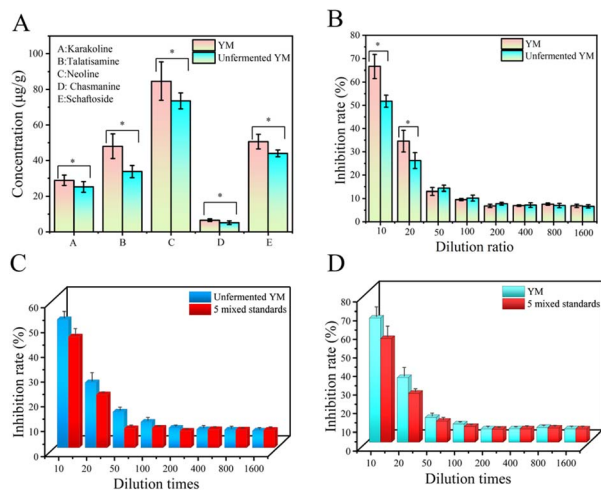 A
A:Karakoline
B:Talatisamine
C:Neoline
D: Chasmanine
E:Schaftoside
YM
Unfermented YM
Concentration (μg/g)
100
80
60
40
20
0
A B C D E
* * * * *
B
YM
Unfermented YM
Inhibition rate (%)
80
70
60
50
40
30
20
10
0
* *
10 20 50 100 200 400 800 1600
Dilution ratio
C
Unfermented YM
5 mixed standards
Inhibition rate (%)
60
50
40
30
20
10
0
10 20 50 100 200 400 800 1600
Dilution times
D
YM
5 mixed standards
Inhibition rate (%)
80
70
60
50
40
30
20
10
0
10 20 50 100 200 400 800 1600
Dilution times